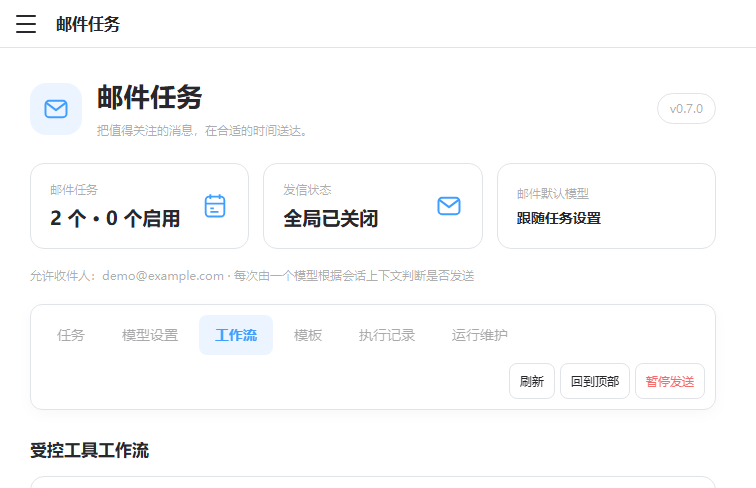 邮件任务
邮件任务
把值得关注的消息，在合适的时间送达。
v0.7.0
邮件任务
2 个 · 0 个启用
发信状态
全局已关闭
邮件默认模型
跟随任务设置
允许收件人：demo@example.com · 每次由一个模型根据会话上下文判断是否发送
任务 模型设置 工作流 模板 执行记录 运行维护
刷新 回到顶部 暂停发送
受控工具工作流